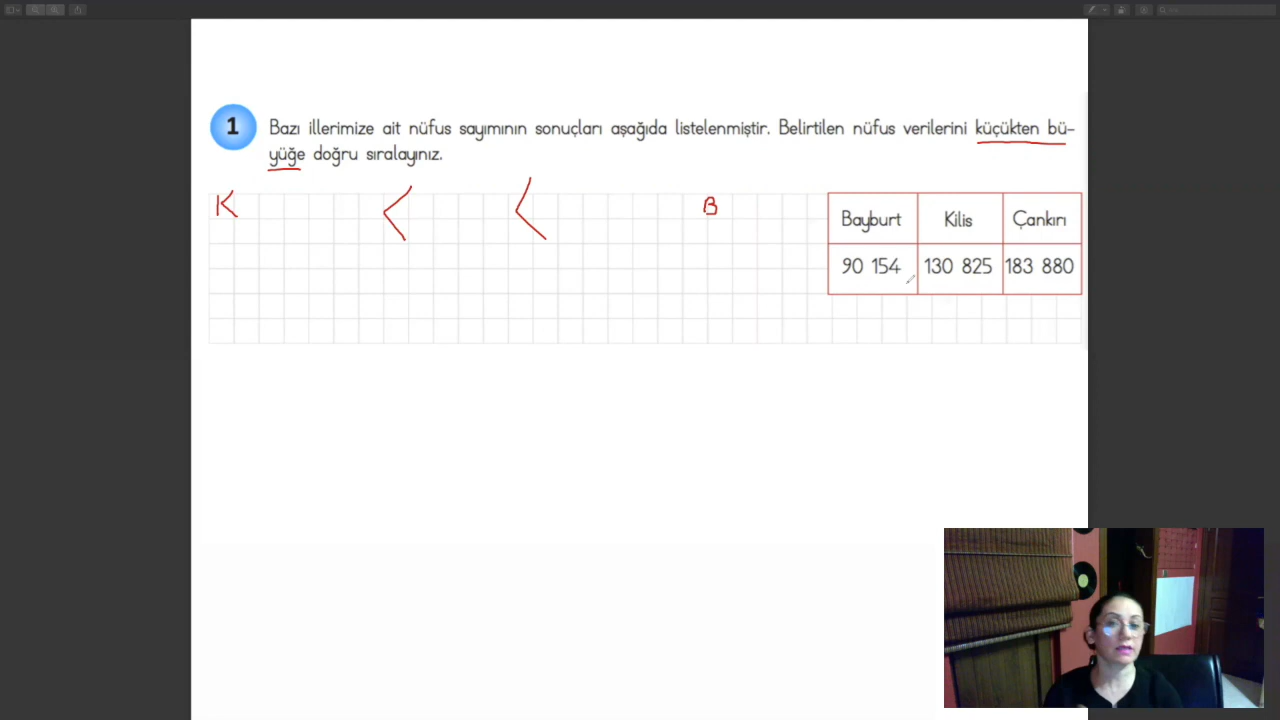 1 Bazı illerimize ait nüfus sayımının sonuçları aşağıda listelenmiştir. Belirtilen nüfus verilerini küçükten bü-
yüğe doğru sıralayınız.
K < < B
Bayburt Kilis Çankırı
90 154 130 825 183 880